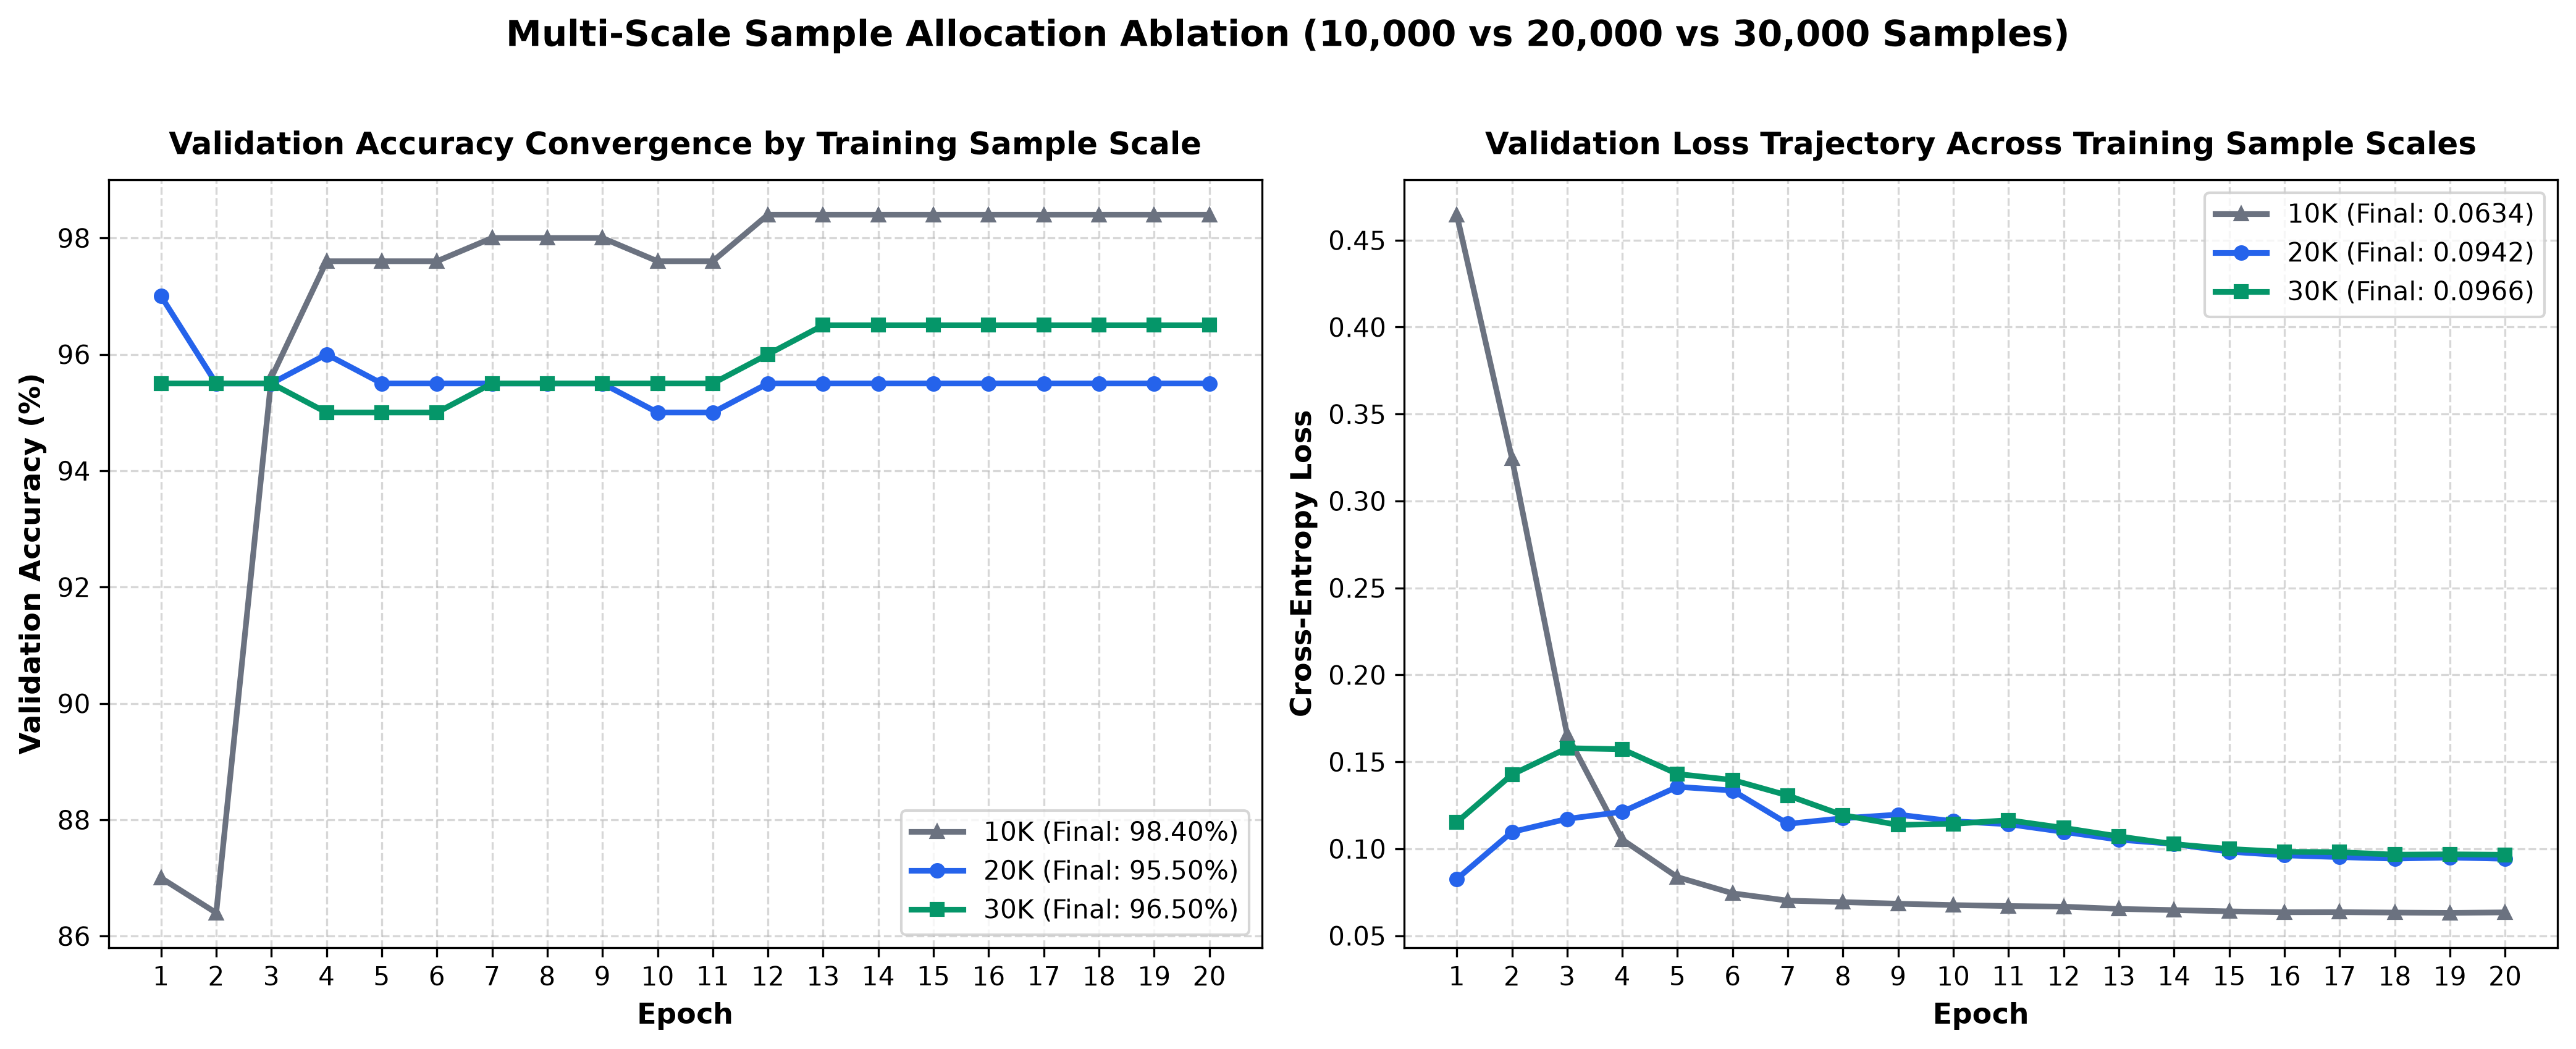 Multi-Scale Sample Allocation Ablation (10,000 vs 20,000 vs 30,000 Samples)
Validation Accuracy Convergence by Training Sample Scale
Validation Accuracy (%)
98
96
94
92
90
88
86
10K (Final: 98.40%)
20K (Final: 95.50%)
30K (Final: 96.50%)
1 2 3 4 5 6 7 8 9 10 11 12 13 14 15 16 17 18 19 20
Epoch
Validation Loss Trajectory Across Training Sample Scales
Cross-Entropy Loss
0.45
0.40
0.35
0.30
0.25
0.20
0.15
0.10
0.05
10K (Final: 0.0634)
20K (Final: 0.0942)
30K (Final: 0.0966)
1 2 3 4 5 6 7 8 9 10 11 12 13 14 15 16 17 18 19 20
Epoch